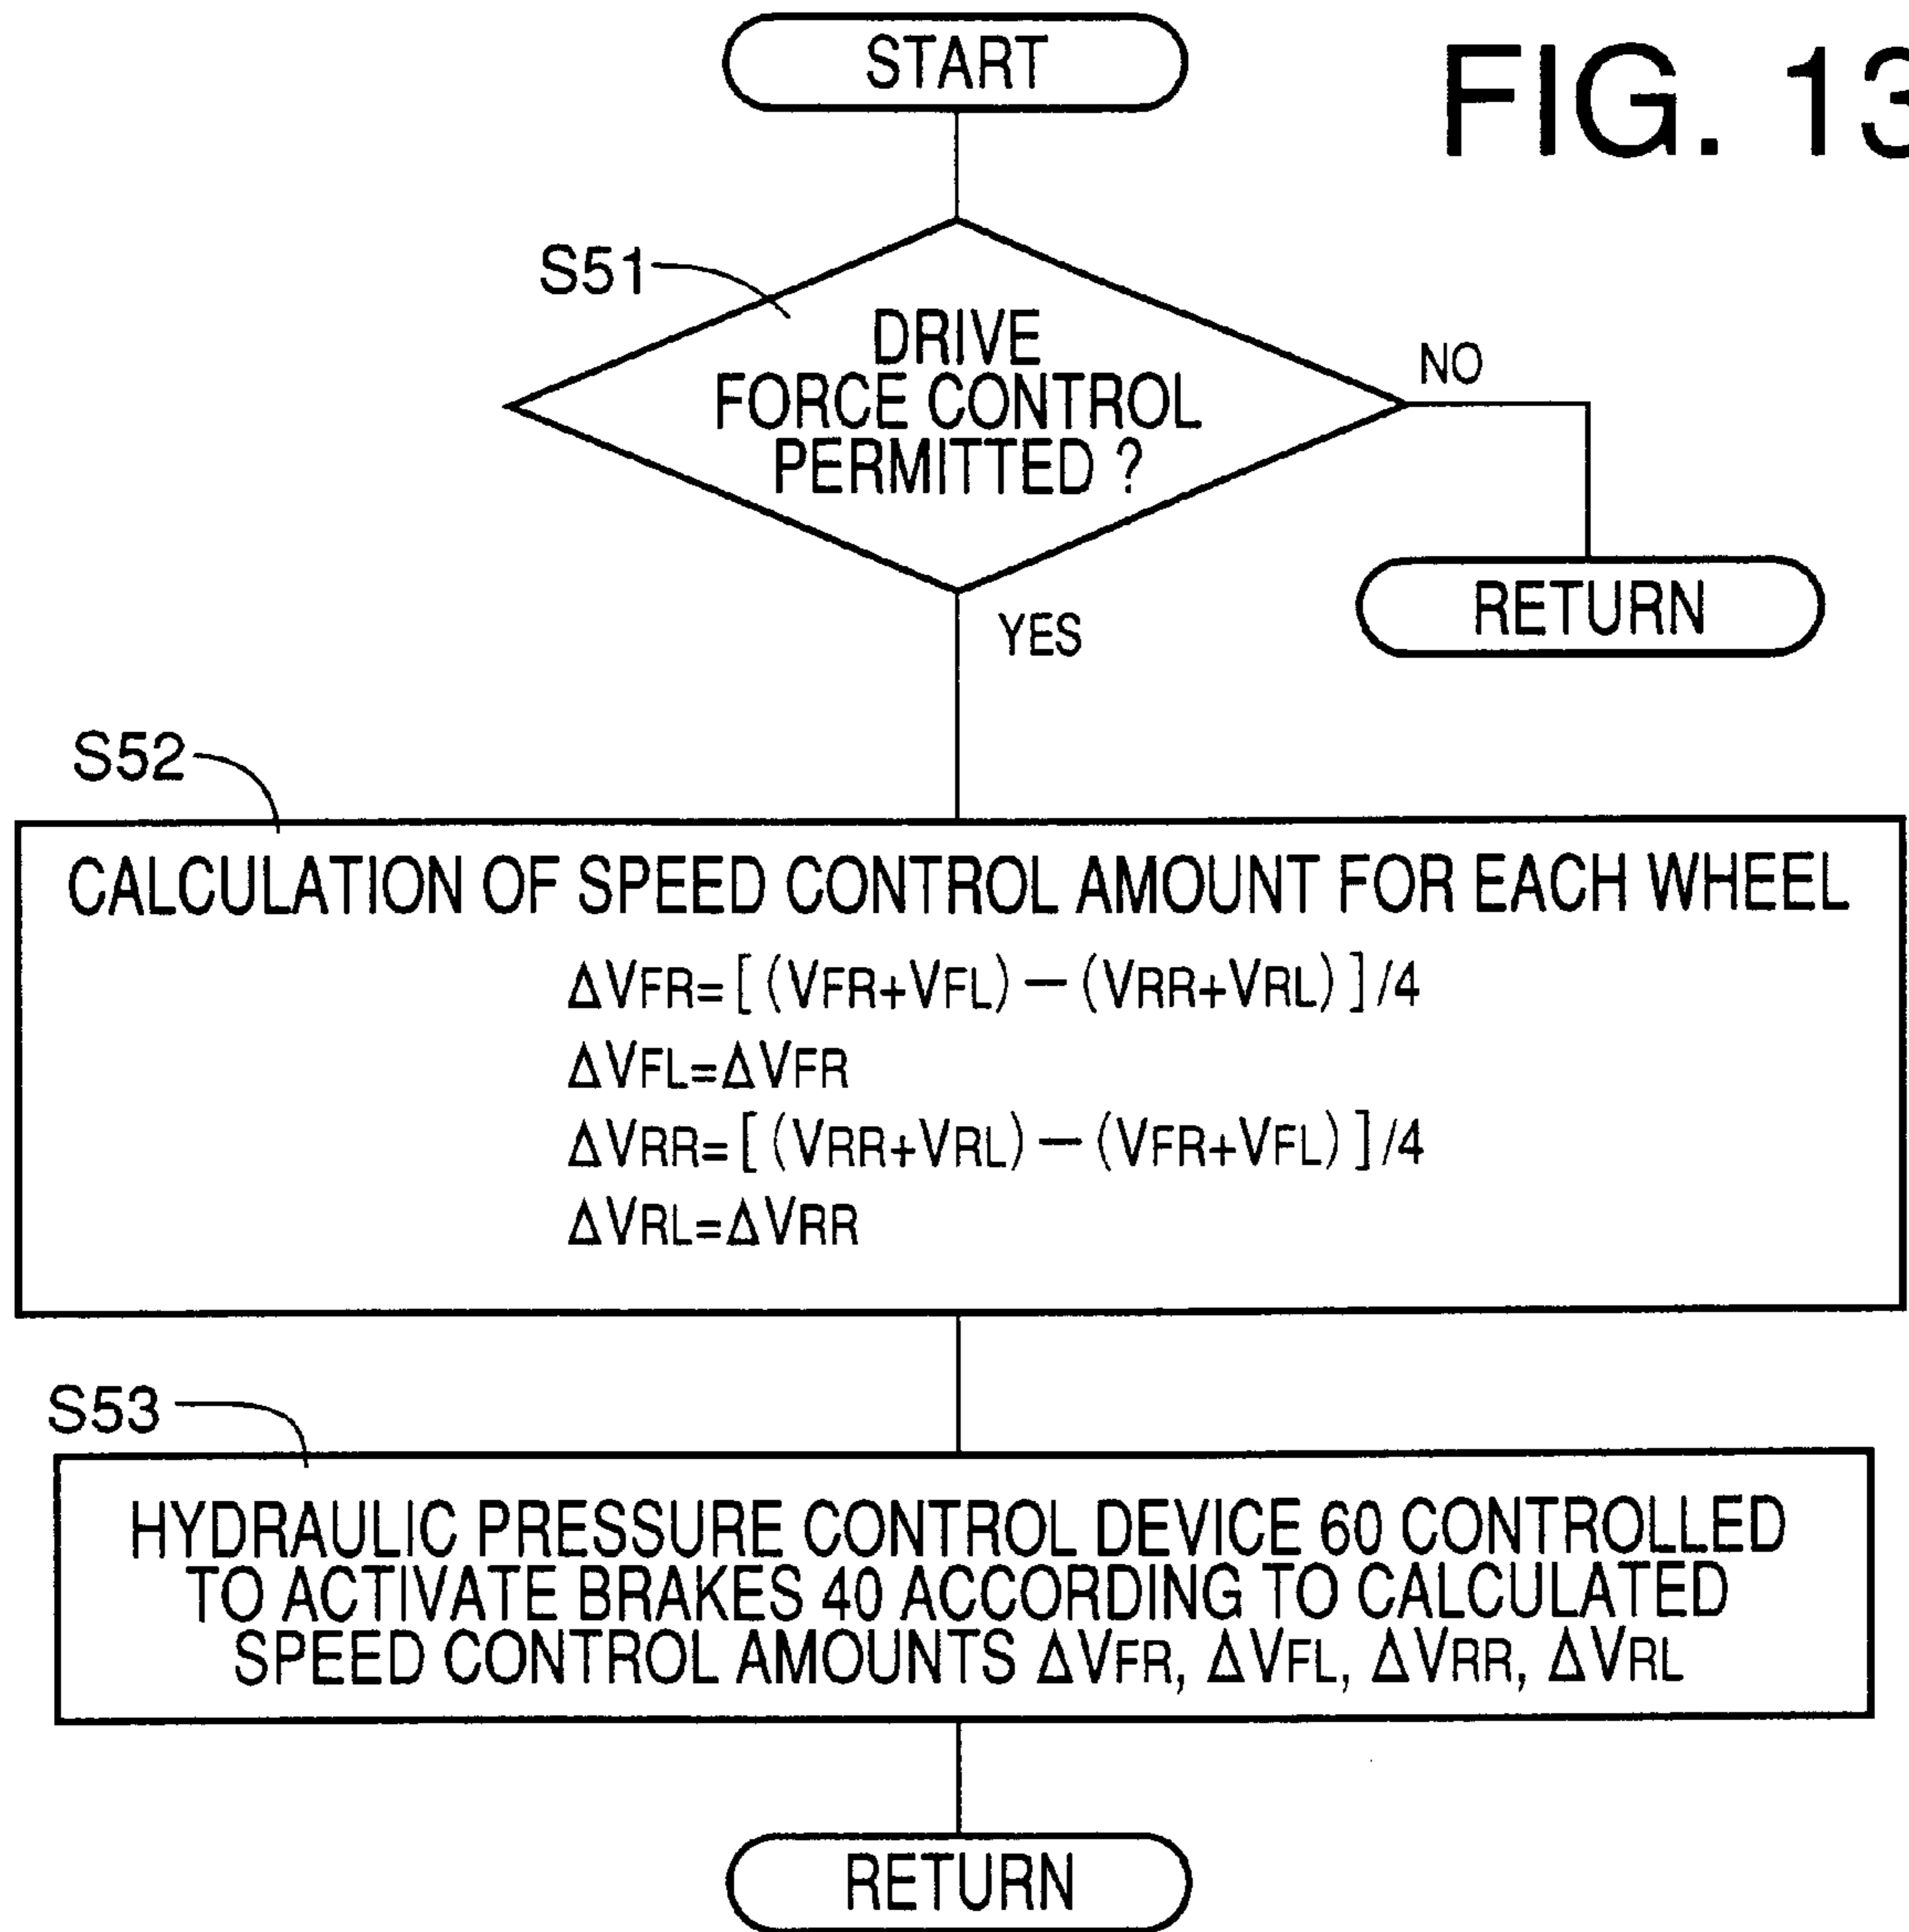 START
FIG. 13
S51
DRIVE
FORCE CONTROL
PERMITTED ?
NO
RETURN
YES
S52
CALCULATION OF SPEED CONTROL AMOUNT FOR EACH WHEEL
ΔVFR=[(VFR+VFL)—(VRR+VRL)]/4
ΔVFL=ΔVFR
ΔVRR=[(VRR+VRL)—(VFR+VFL)]/4
ΔVRL=ΔVRR
S53
HYDRAULIC PRESSURE CONTROL DEVICE 60 CONTROLLED
TO ACTIVATE BRAKES 40 ACCORDING TO CALCULATED
SPEED CONTROL AMOUNTS ΔVFR, ΔVFL, ΔVRR, ΔVRL
RETURN